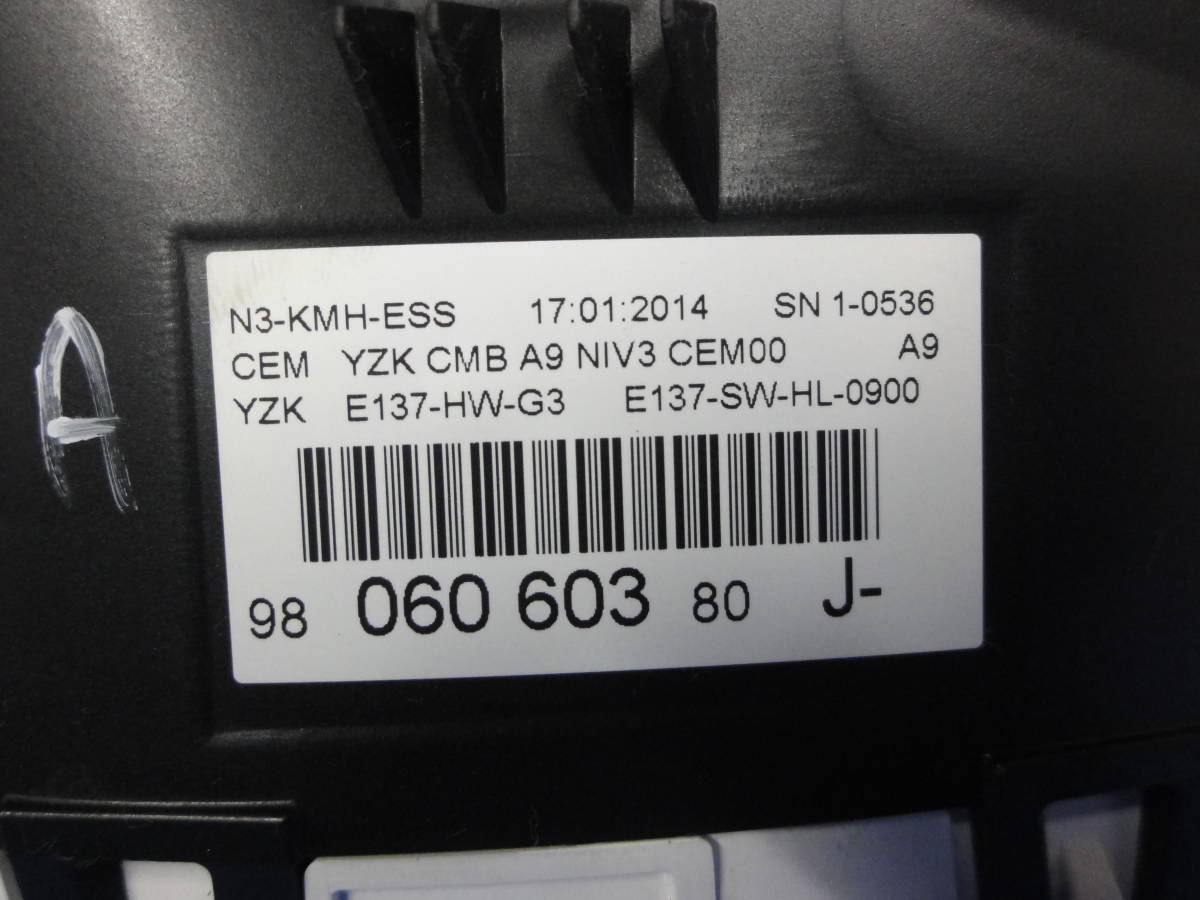 N3-KMH-ESS 17:01:2014 SN 1-0536
CEM YZK CMB A9 NIV3 CEM00 A9
YZK E137-HW-G3 E137-SW-HL-0900
98 060 603 80 J-
A